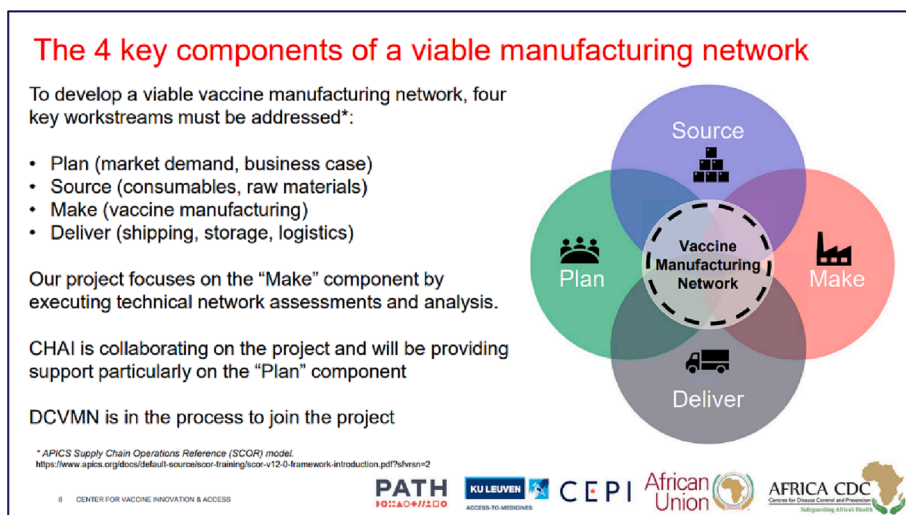 The 4 key components of a viable manufacturing network
To develop a viable vaccine manufacturing network, four
key workstreams must be addressed*:
• Plan (market demand, business case)
• Source (consumables, raw materials)
• Make (vaccine manufacturing)
• Deliver (shipping, storage, logistics)
Our project focuses on the “Make” component by
executing technical network assessments and analysis.
CHAI is collaborating on the project and will be providing
support particularly on the “Plan” component
DCVMN is in the process to join the project
Source
Plan
Vaccine
Manufacturing
Network
Make
Deliver
* APICS Supply Chain Operations Reference (SCOR) model.
https://www.apics.org/docs/default-source/scor-training/scor-v12-0-framework-introduction.pdf?sfvrsn=2
8 CENTER FOR VACCINE INNOVATION & ACCESS
PATH
KU LEUVEN
ACCESS-TO-MEDICINES
CEPI
African
Union
AFRICA CDC
Centres for Disease Control and Prevention
Safeguarding Africa's Health